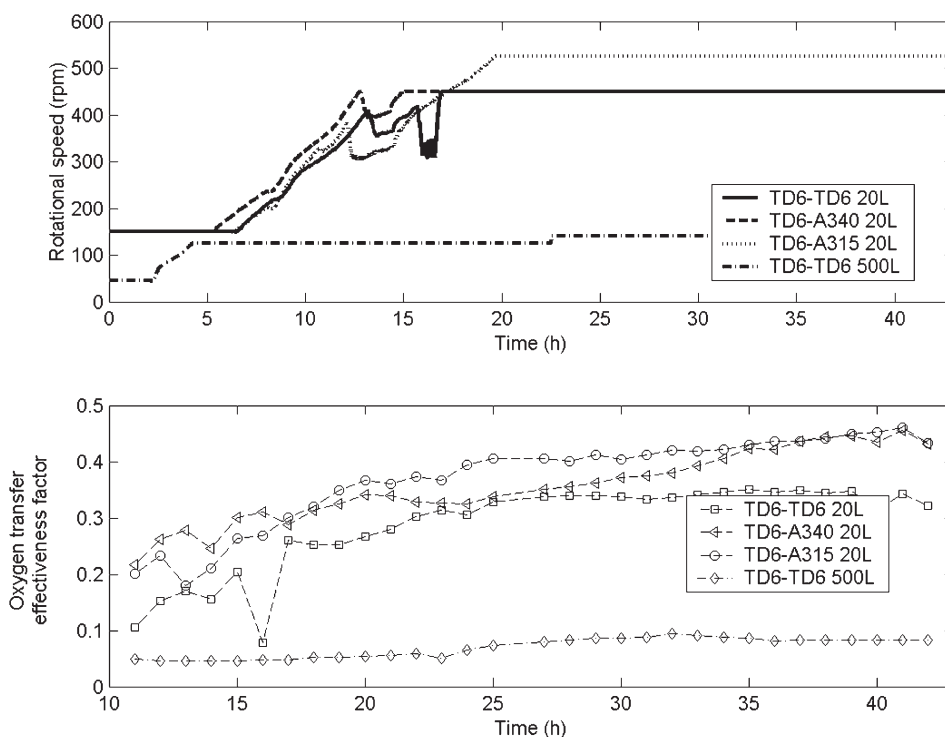 600
500
400
300
200
100
0
Rotational speed (rpm)
TD6-TD6 20L
TD6-A340 20L
TD6-A315 20L
TD6-TD6 500L
0 5 10 15 20 25 30 35 40
Time (h)
0.5
0.4
0.3
0.2
0.1
0
Oxygen transfer
effectiveness factor
TD6-TD6 20L
TD6-A340 20L
TD6-A315 20L
TD6-TD6 500L
10 15 20 25 30 35 40
Time (h)